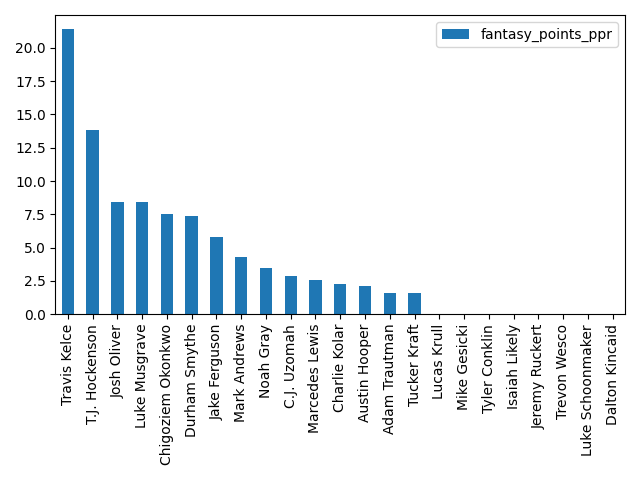 fantasy_points_ppr
20.0
17.5
15.0
12.5
10.0
7.5
5.0
2.5
0.0
Travis Kelce
T.J. Hockenson
Josh Oliver
Luke Musgrave
Chigoziem Okonkwo
Durham Smythe
Jake Ferguson
Mark Andrews
Noah Gray
C.J. Uzomah
Marcedes Lewis
Charlie Kolar
Austin Hooper
Adam Trautman
Tucker Kraft
Lucas Krull
Mike Gesicki
Tyler Conklin
Isaiah Likely
Jeremy Ruckert
Trevon Wesco
Luke Schoonmaker
Dalton Kincaid